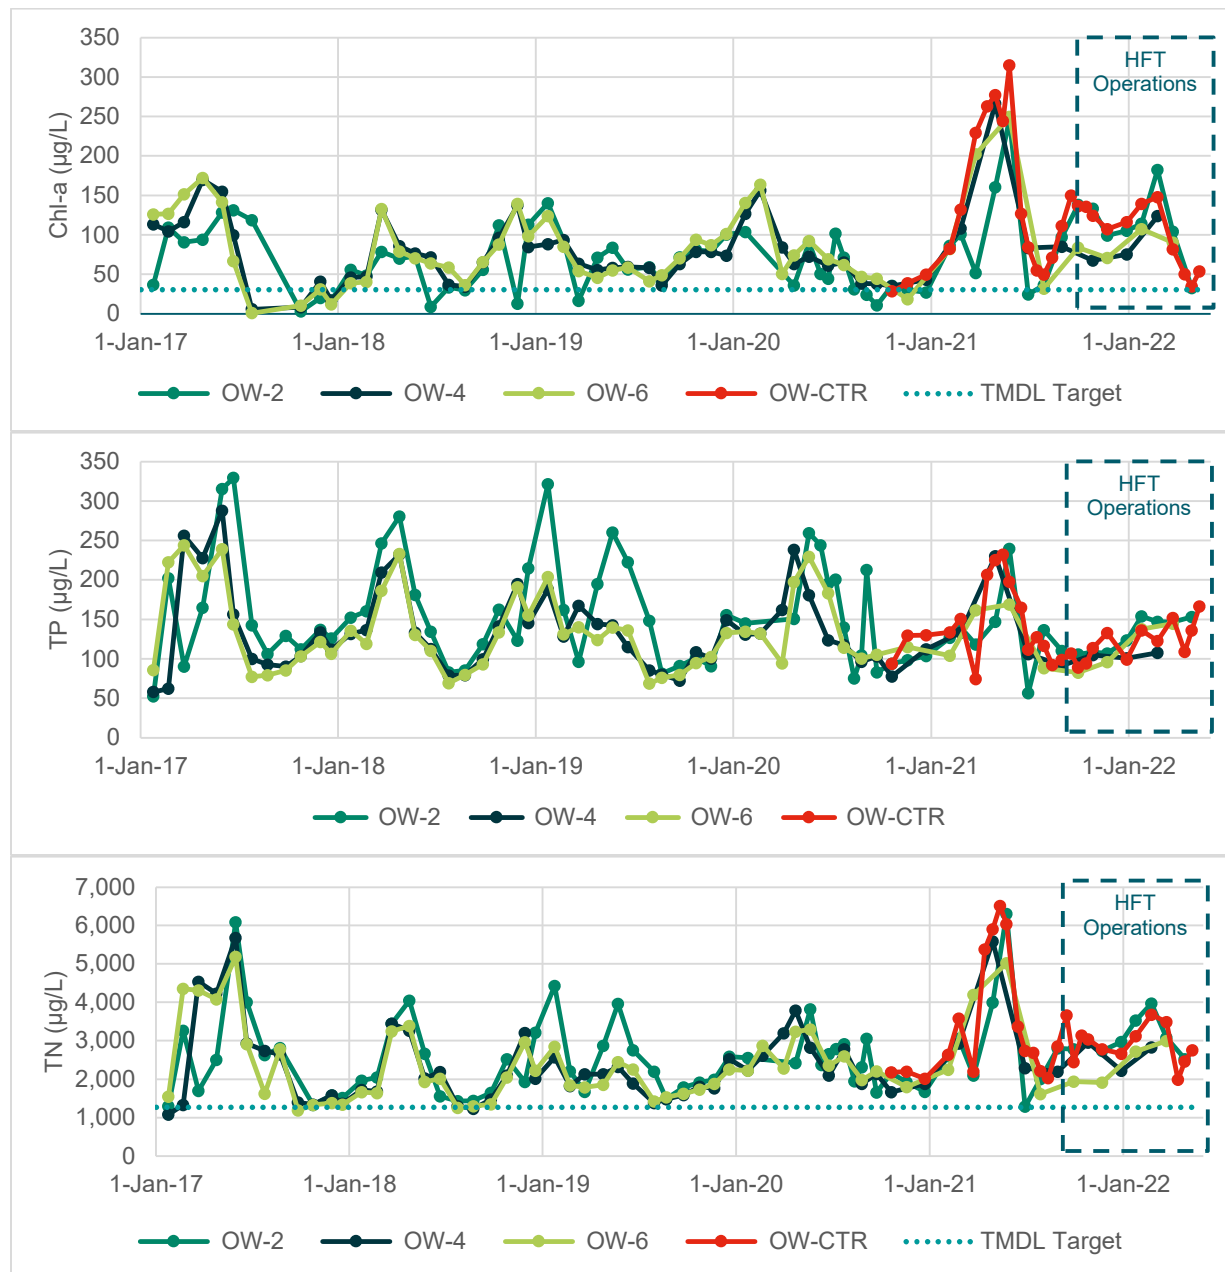 350
300
250
200
150
100
50
0
Chl-a (µg/L)
HFT
Operations
1-Jan-17 1-Jan-18 1-Jan-19 1-Jan-20 1-Jan-21 1-Jan-22
OW-2 OW-4 OW-6 OW-CTR TMDL Target
350
300
250
200
150
100
50
0
TP (µg/L)
HFT
Operations
1-Jan-17 1-Jan-18 1-Jan-19 1-Jan-20 1-Jan-21 1-Jan-22
OW-2 OW-4 OW-6 OW-CTR
7,000
6,000
5,000
4,000
3,000
2,000
1,000
0
TN (µg/L)
HFT
Operations
1-Jan-17 1-Jan-18 1-Jan-19 1-Jan-20 1-Jan-21 1-Jan-22
OW-2 OW-4 OW-6 OW-CTR TMDL Target